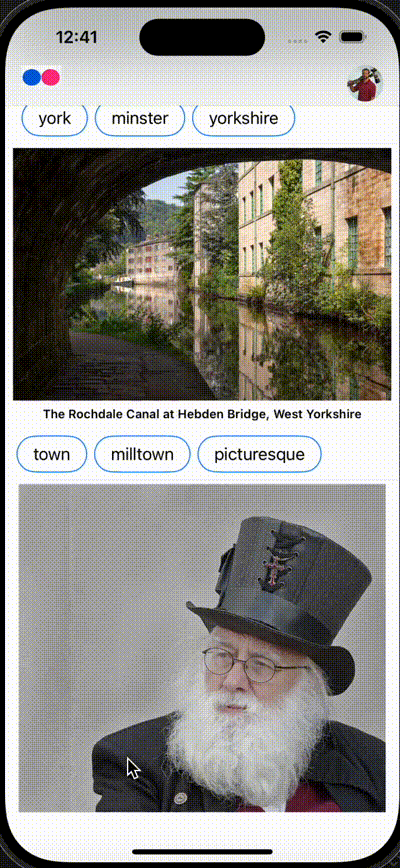 12:41
york minster yorkshire
The Rochdale Canal at Hebden Bridge, West Yorkshire
town milltown picturesque